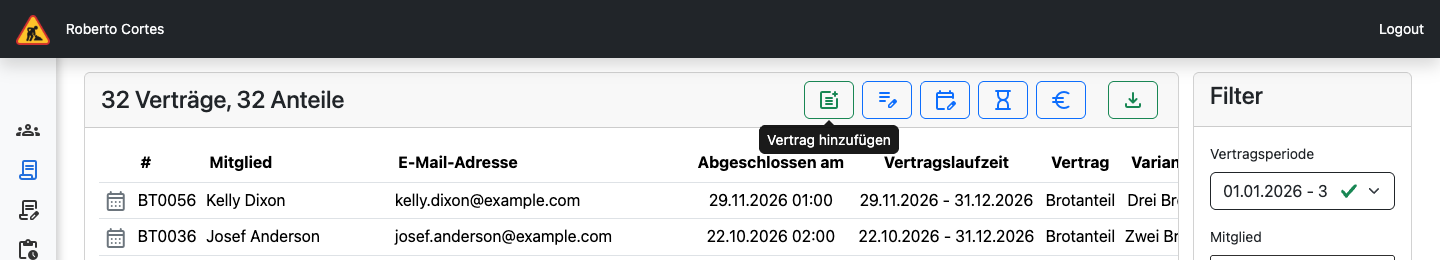 Roberto Cortes
Logout
32 Verträge, 32 Anteile
Vertrag hinzufügen
# Mitglied E-Mail-Adresse Abgeschlossen am Vertragslaufzeit Vertrag Varian
BT0056 Kelly Dixon kelly.dixon@example.com 29.11.2026 01:00 29.11.2026 - 31.12.2026 Brotanteil Drei Br
BT0036 Josef Anderson josef.anderson@example.com 22.10.2026 02:00 22.10.2026 - 31.12.2026 Brotanteil Zwei Br
Filter
Vertragsperiode
01.01.2026 - 3
Mitglied